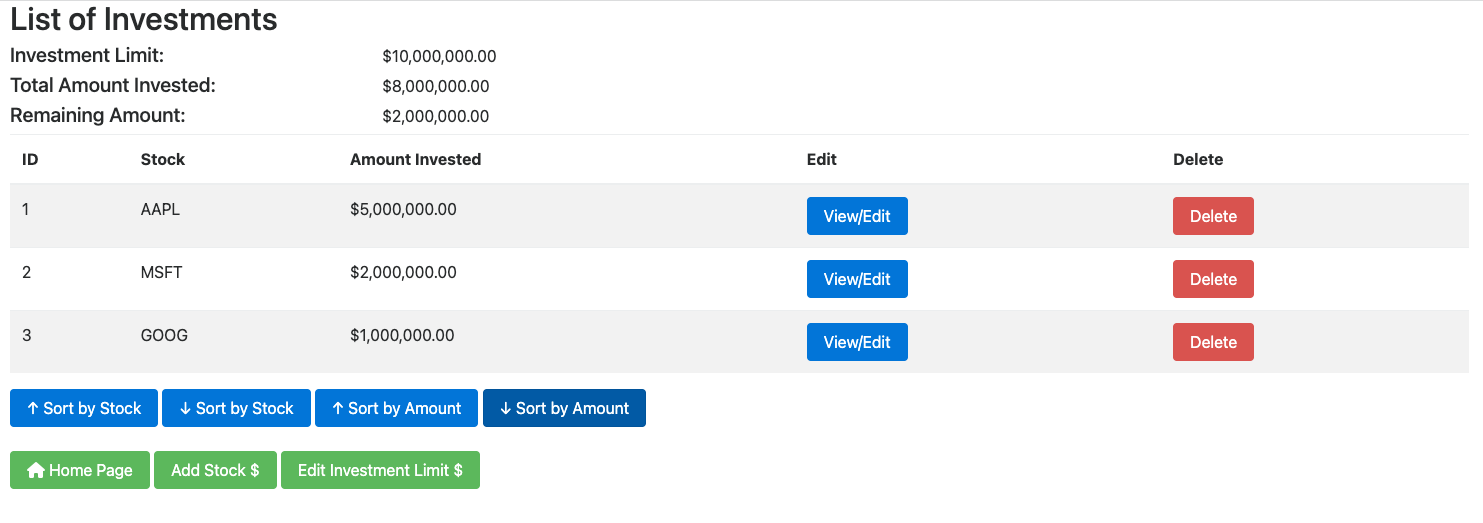 List of Investments
Investment Limit: $10,000,000.00
Total Amount Invested: $8,000,000.00
Remaining Amount: $2,000,000.00
ID Stock Amount Invested Edit Delete
1 AAPL $5,000,000.00 View/Edit Delete
2 MSFT $2,000,000.00 View/Edit Delete
3 GOOG $1,000,000.00 View/Edit Delete
↑ Sort by Stock ↓ Sort by Stock ↑ Sort by Amount ↓ Sort by Amount
Home Page Add Stock $ Edit Investment Limit $